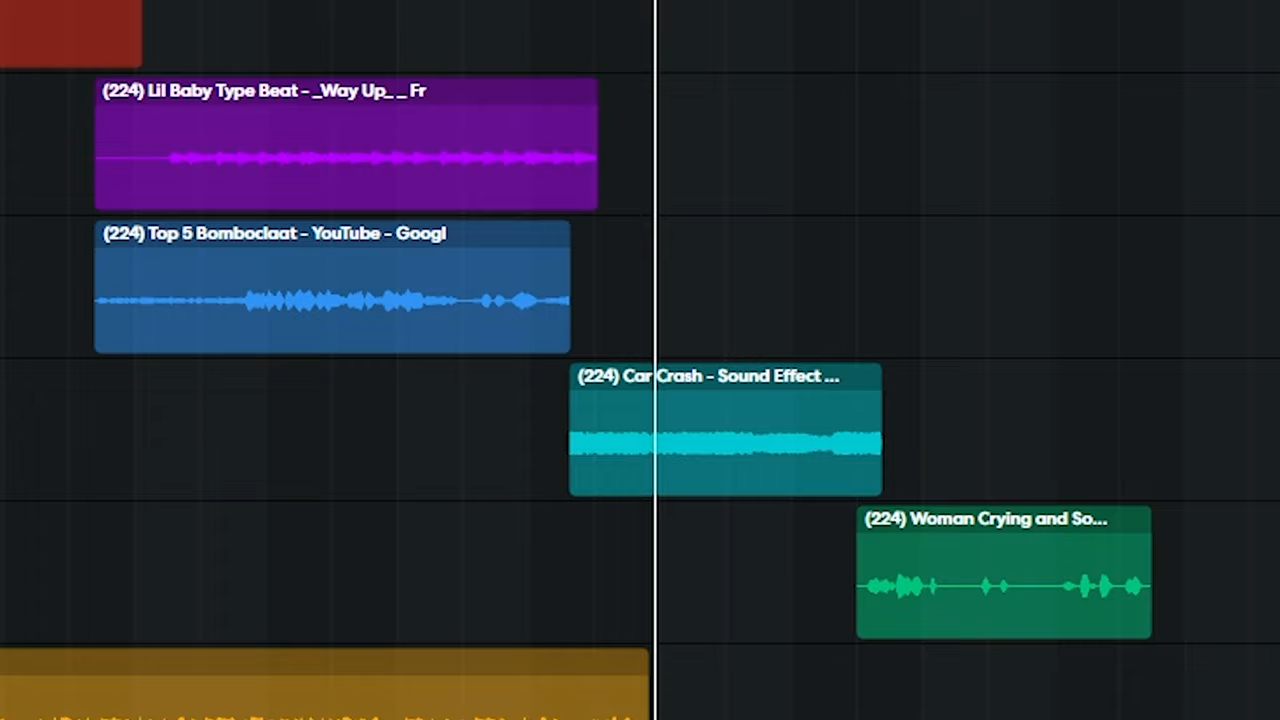 (224) Lil Baby Type Beat - _Way Up_ _ Fr
(224) Top 5 Bomboclaat - YouTube - Googl
(224) Car Crash - Sound Effect ...
(224) Woman Crying and So...